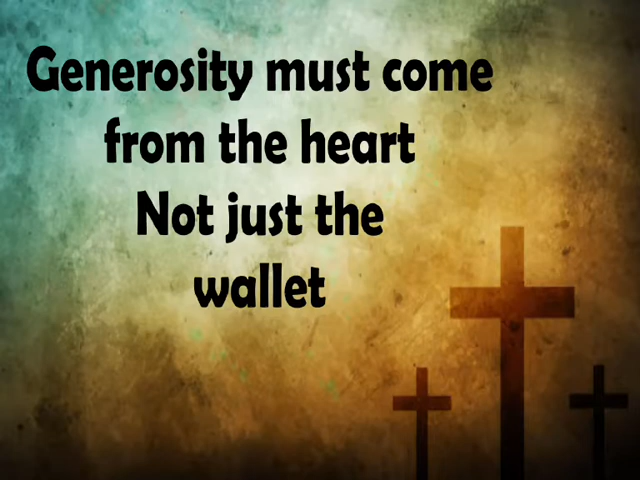 Generosity must come
from the heart
Not just the
wallet